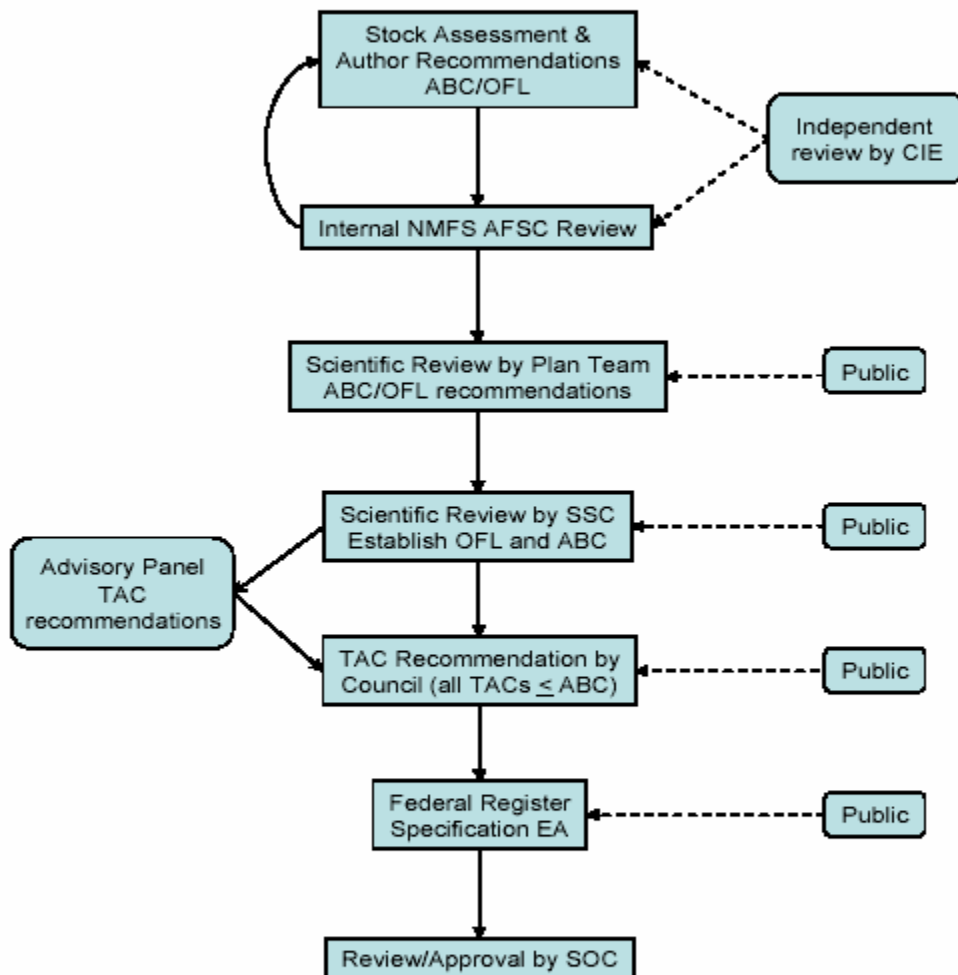 Stock Assessment &
Author Recommendations
ABC/OFL
Independent
review by CIE
Internal NMFS AFSC Review
Scientific Review by Plan Team
ABC/OFL recommendations
Public
Scientific Review by SSC
Establish OFL and ABC
Public
Advisory Panel
TAC
recommendations
TAC Recommendation by
Council (all TACs ≤ ABC)
Public
Federal Register
Specification EA
Public
Review/Approval by SOC